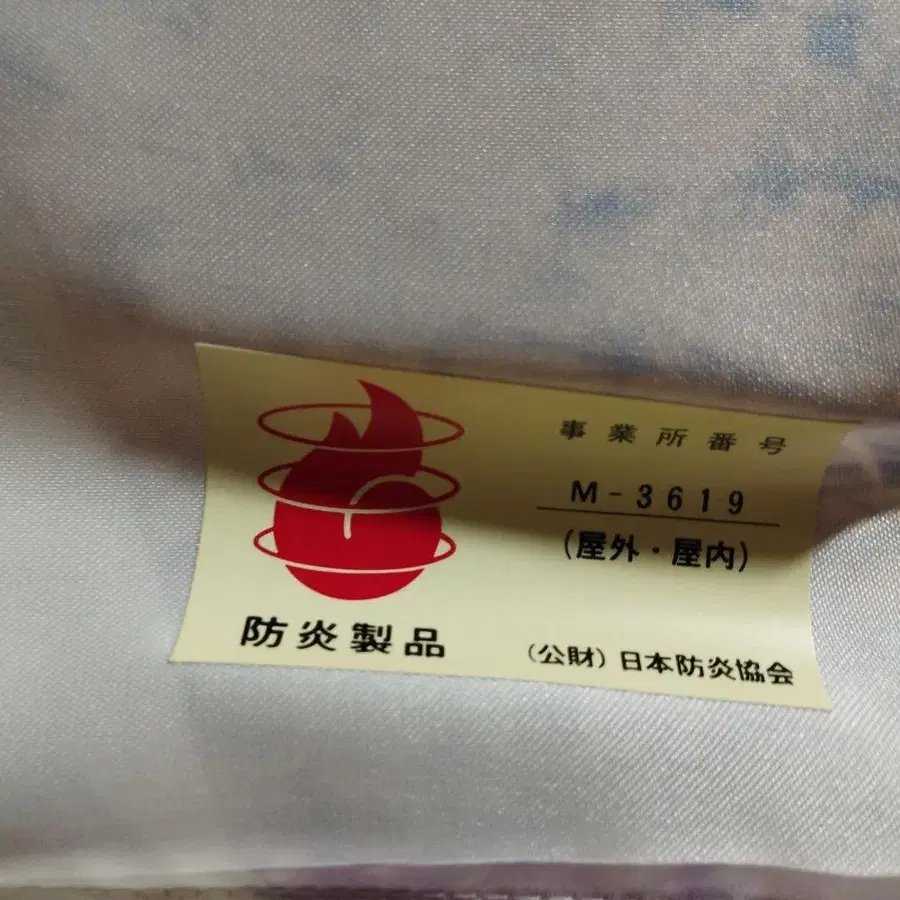 事業所番号
M-3619
(屋外・屋内)
防炎製品
(公財)日本防炎協会